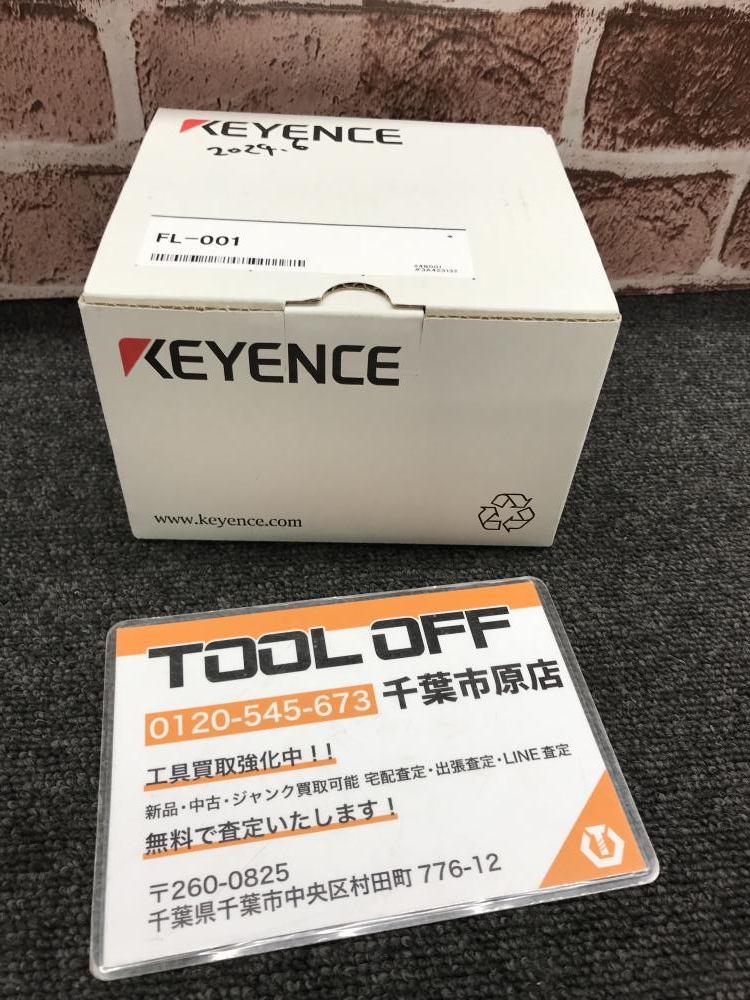 KEYENCE
2024.6
FL-001
KEYENCE
www.keyence.com
TOOL OFF
0120-545-673 千葉市原店
工具買取強化中!!
新品・中古・ジャンク買取可能 宅配査定・出張査定・LINE査定
無料で査定いたします!
〒260-0825
千葉県千葉市中央区村田町 776-12